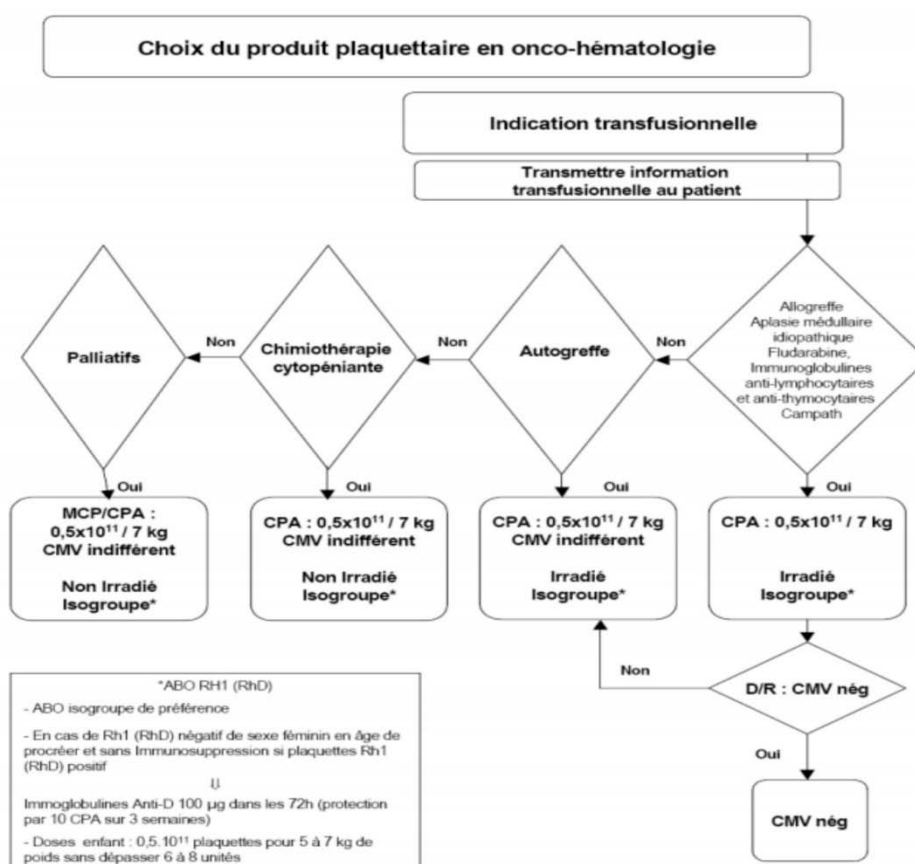 Choix du produit plaquettaire en onco-hématologie
Indication transfusionnelle
Transmettre information
transfusionnelle au patient
Allogreffe
Aplasie médullaire
idiopathique
Fludarabine,
Immunoglobulines
anti-lymphocytaires
et anti-thymocytaires
Campath
Non
Autogreffe
Non
Chimiothérapie
cytopéniante
Non
Palliatifs
Oui
Oui
Oui
Oui
MCP/CPA :
0,5x10¹¹ / 7 kg
CMV indifférent
Non Irradié
Isogroupe*
CPA : 0,5x10¹¹ / 7 kg
CMV indifférent
Non Irradié
Isogroupe*
CPA : 0,5x10¹¹ / 7 kg
CMV indifférent
Irradié
Isogroupe*
CPA : 0,5x10¹¹ / 7 kg
Irradié
Isogroupe*
Non
D/R : CMV nég
Oui
CMV nég
*ABO RH1 (RhD)
- ABO isogroupe de préférence
- En cas de Rh1 (RhD) négatif de sexe féminin en âge de
procréer et sans Immunosuppression si plaquettes Rh1
(RhD) positif
⇓
Immoglobulines Anti-D 100 µg dans les 72h (protection
par 10 CPA sur 3 semaines)
- Doses enfant : 0,5.10¹¹ plaquettes pour 5 à 7 kg de
poids sans dépasser 6 à 8 unités